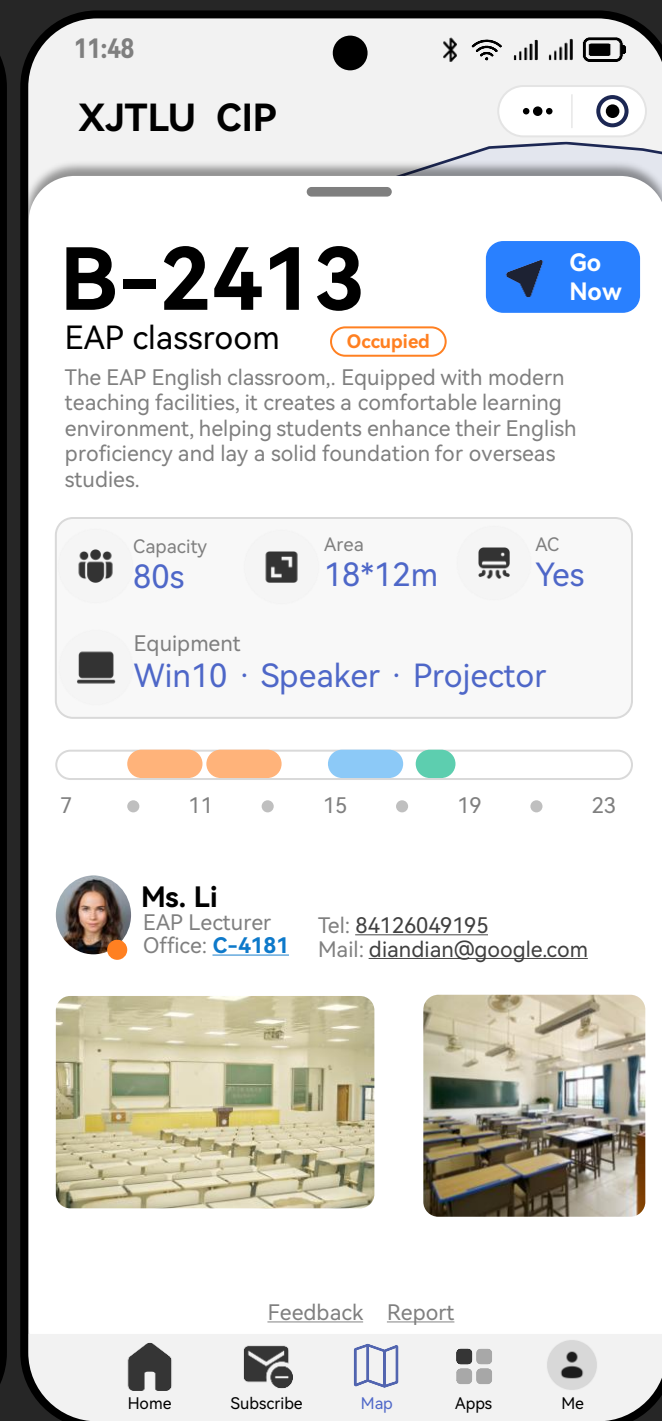 11:48
XJTLU CIP
B-2413
Go
Now
EAP classroom
Occupied
The EAP English classroom,. Equipped with modern
teaching facilities, it creates a comfortable learning
environment, helping students enhance their English
proficiency and lay a solid foundation for overseas
studies.
Capacity
80s
Area
18*12m
AC
Yes
Equipment
Win10 · Speaker · Projector
7 11 15 19 23
Ms. Li
EAP Lecturer
Office: C-4181
Tel: 84126049195
Mail: diandian@google.com
Feedback Report
Home Subscribe Map Apps Me